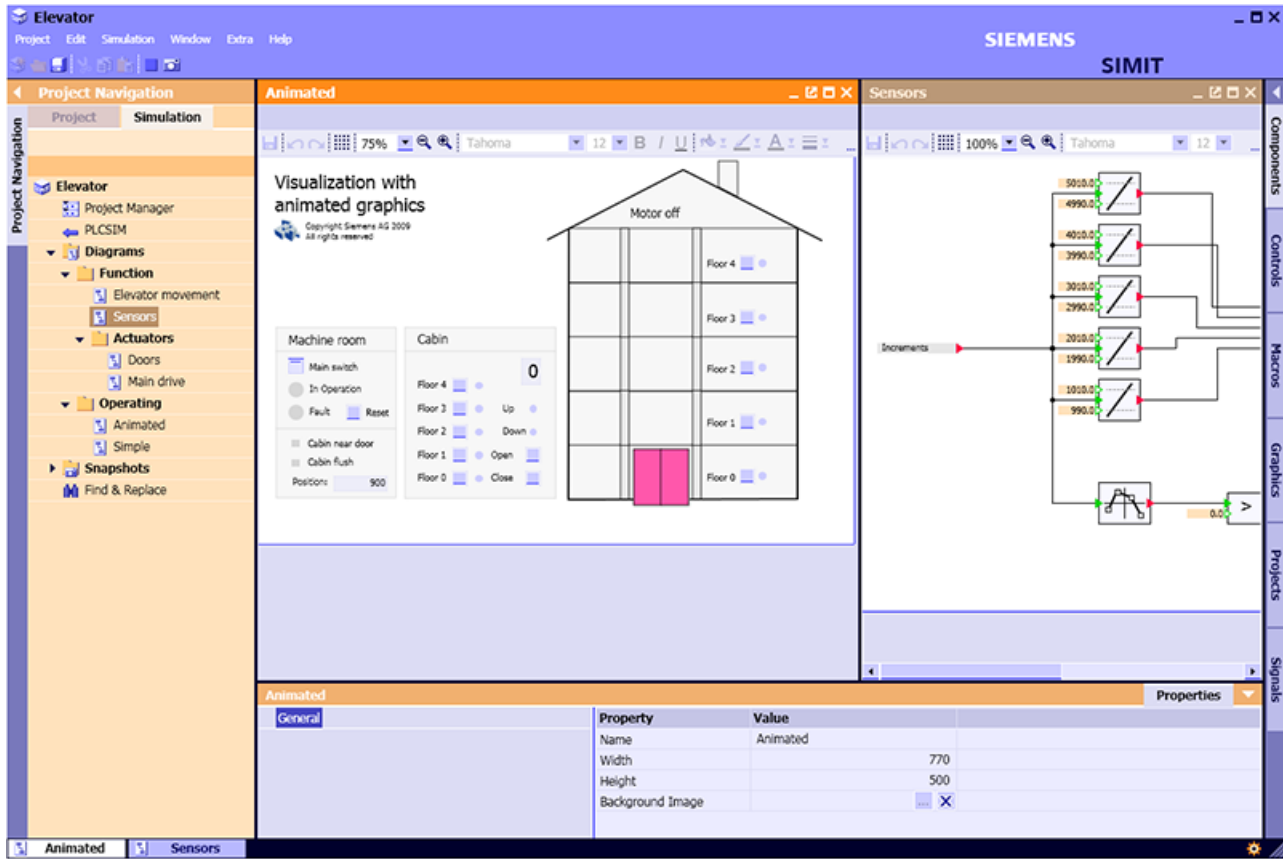 Elevator
Project Edit Simulation Window Extra Help
SIEMENS
SIMIT
Project Navigation
Project Simulation
Project Navigation
Elevator
Project Manager
PLCSIM
Diagrams
Function
Elevator movement
Sensors
Actuators
Doors
Main drive
Operating
Animated
Simple
Snapshots
Find & Replace
Animated
75% Tahoma 12 B I U A
Visualization with
animated graphics
Copyright Siemens AG 2009
All rights reserved
Motor off
Floor 4
Floor 3
Floor 2
Floor 1
Floor 0
Machine room
Main switch
In Operation
Fault Reset
Cabin near door
Cabin flush
Position: 900
Cabin
0
Floor 4
Floor 3 Up
Floor 2 Down
Floor 1 Open
Floor 0 Close
Sensors
100% Tahoma 12
5010.0
4990.0
4010.0
3990.0
3010.0
2990.0
Increments
2010.0
1990.0
1010.0
990.0
0.0 >
Components
Controls
Macros
Graphics
Projects
Signals
Animated
Properties
General
Property Value
Name Animated
Width 770
Height 500
Background Image ... X
Animated Sensors